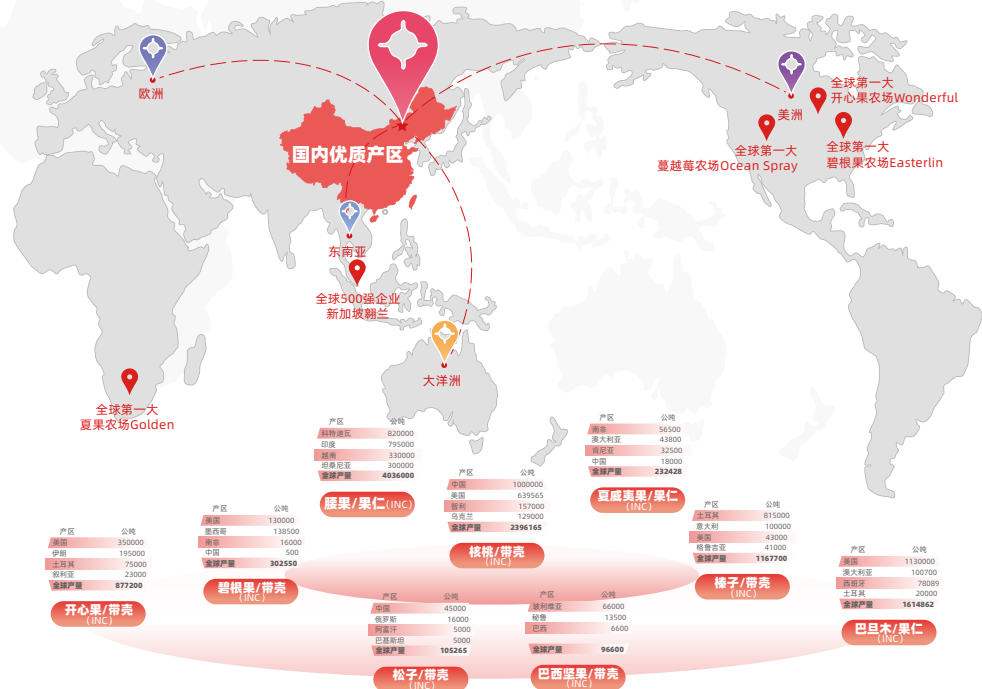 欧洲
国内优质产区
美洲
全球第一大
开心果农场Wonderful
全球第一大
蔓越莓农场Ocean Spray
全球第一大
碧根果农场Easterlin
东南亚
全球500强企业
新加坡翱兰
大洋洲
全球第一大
夏果农场Golden
产区 公吨
科特迪瓦 820000
印度 795000
越南 330000
坦桑尼亚 300000
全球产量 4036000
腰果/果仁(INC)
产区 公吨
南非 56500
澳大利亚 43800
肯尼亚 32500
中国 18000
全球产量 232428
夏威夷果/果仁
(INC)
产区 公吨
中国 1000000
美国 639565
智利 157000
乌克兰 129000
全球产量 2396165
核桃/带壳
(INC)
产区 公吨
美国 130000
墨西哥 138500
南非 16000
中国 500
全球产量 302550
碧根果/带壳
(INC)
产区 公吨
土耳其 815000
意大利 100000
美国 43000
格鲁吉亚 41000
全球产量 1167700
榛子/带壳
(INC)
产区 公吨
美国 350000
伊朗 195000
土耳其 75000
叙利亚 23000
全球产量 877200
开心果/带壳
(INC)
产区 公吨
美国 1130000
澳大利亚 100700
西班牙 78089
土耳其 20000
全球产量 1614862
巴旦木/果仁
(INC)
产区 公吨
中国 45000
俄罗斯 16000
阿富汗 5000
巴基斯坦 5000
全球产量 105265
松子/带壳
(INC)
产区 公吨
玻利维亚 66000
秘鲁 13500
巴西 6600
全球产量 96600
巴西坚果/带壳
(INC)